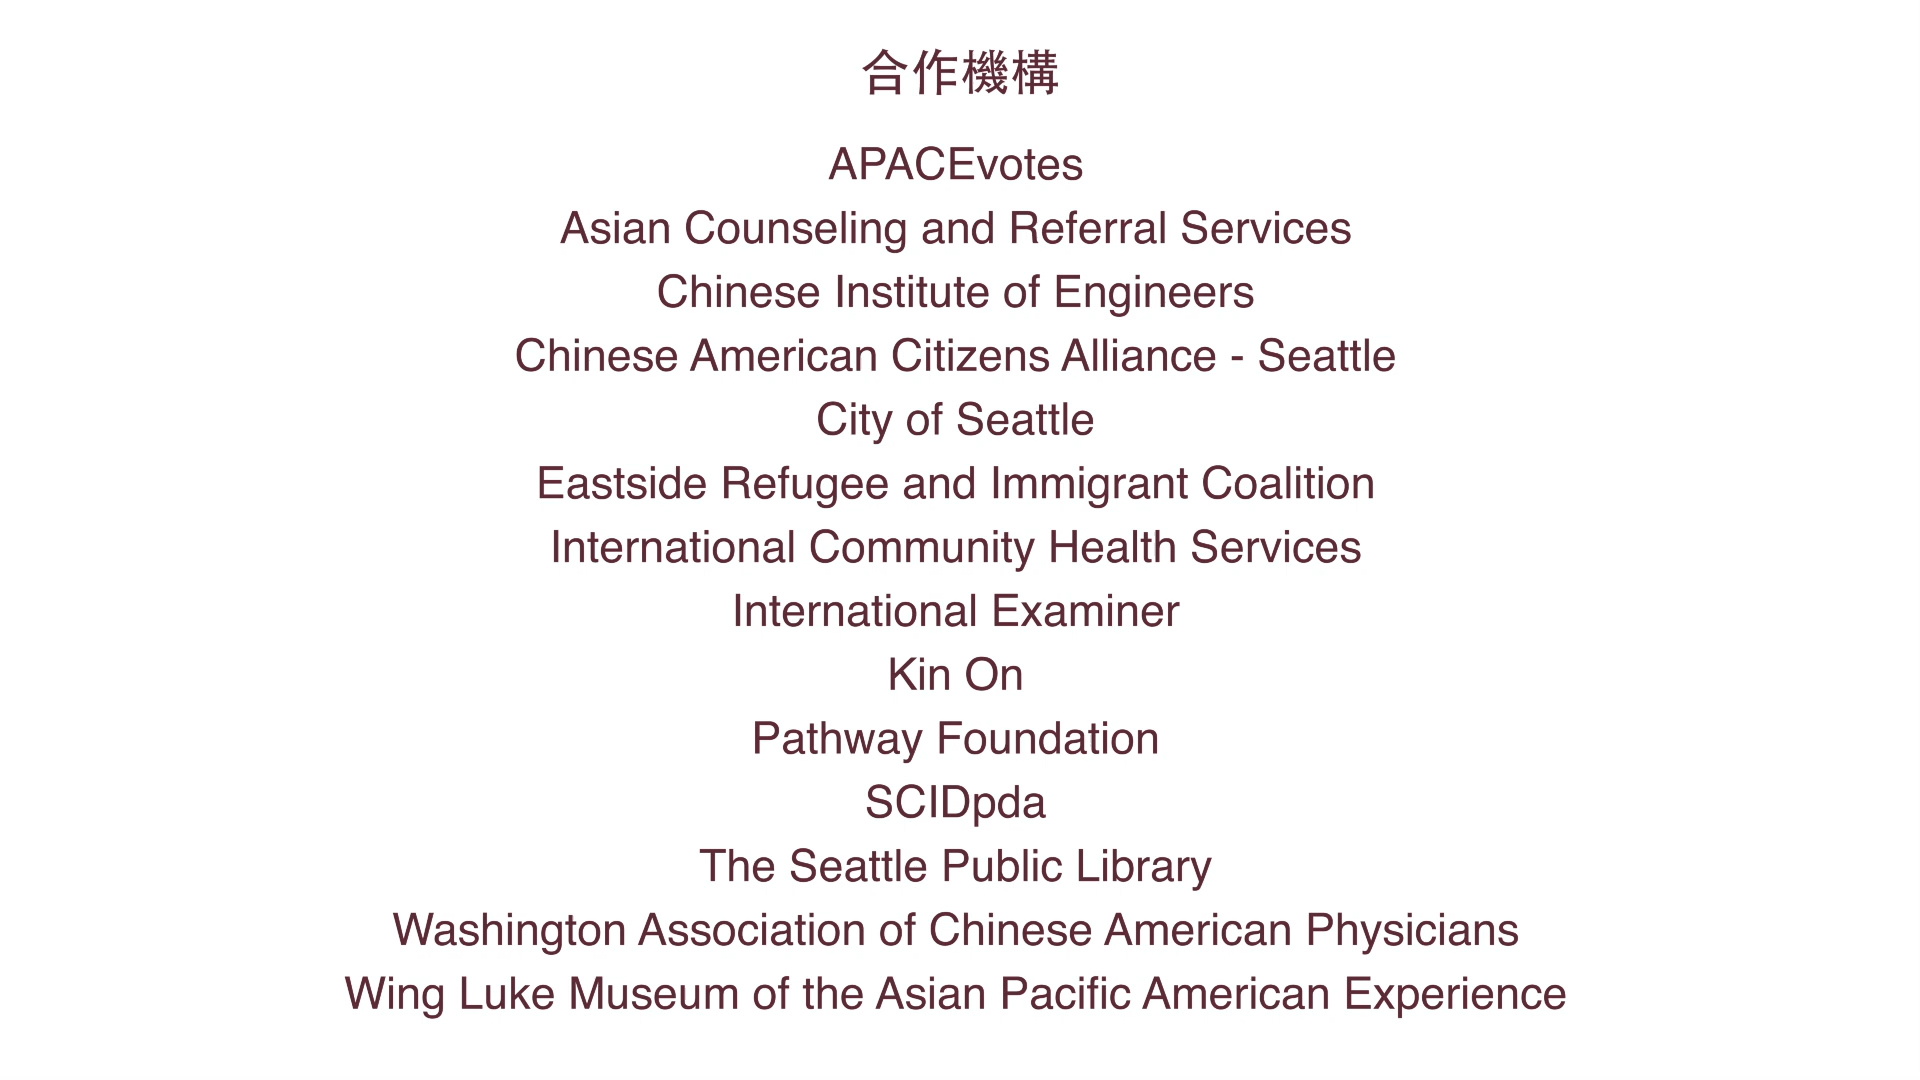 合作機構
APACEvotes
Asian Counseling and Referral Services
Chinese Institute of Engineers
Chinese American Citizens Alliance - Seattle
City of Seattle
Eastside Refugee and Immigrant Coalition
International Community Health Services
International Examiner
Kin On
Pathway Foundation
SCIDpda
The Seattle Public Library
Washington Association of Chinese American Physicians
Wing Luke Museum of the Asian Pacific American Experience